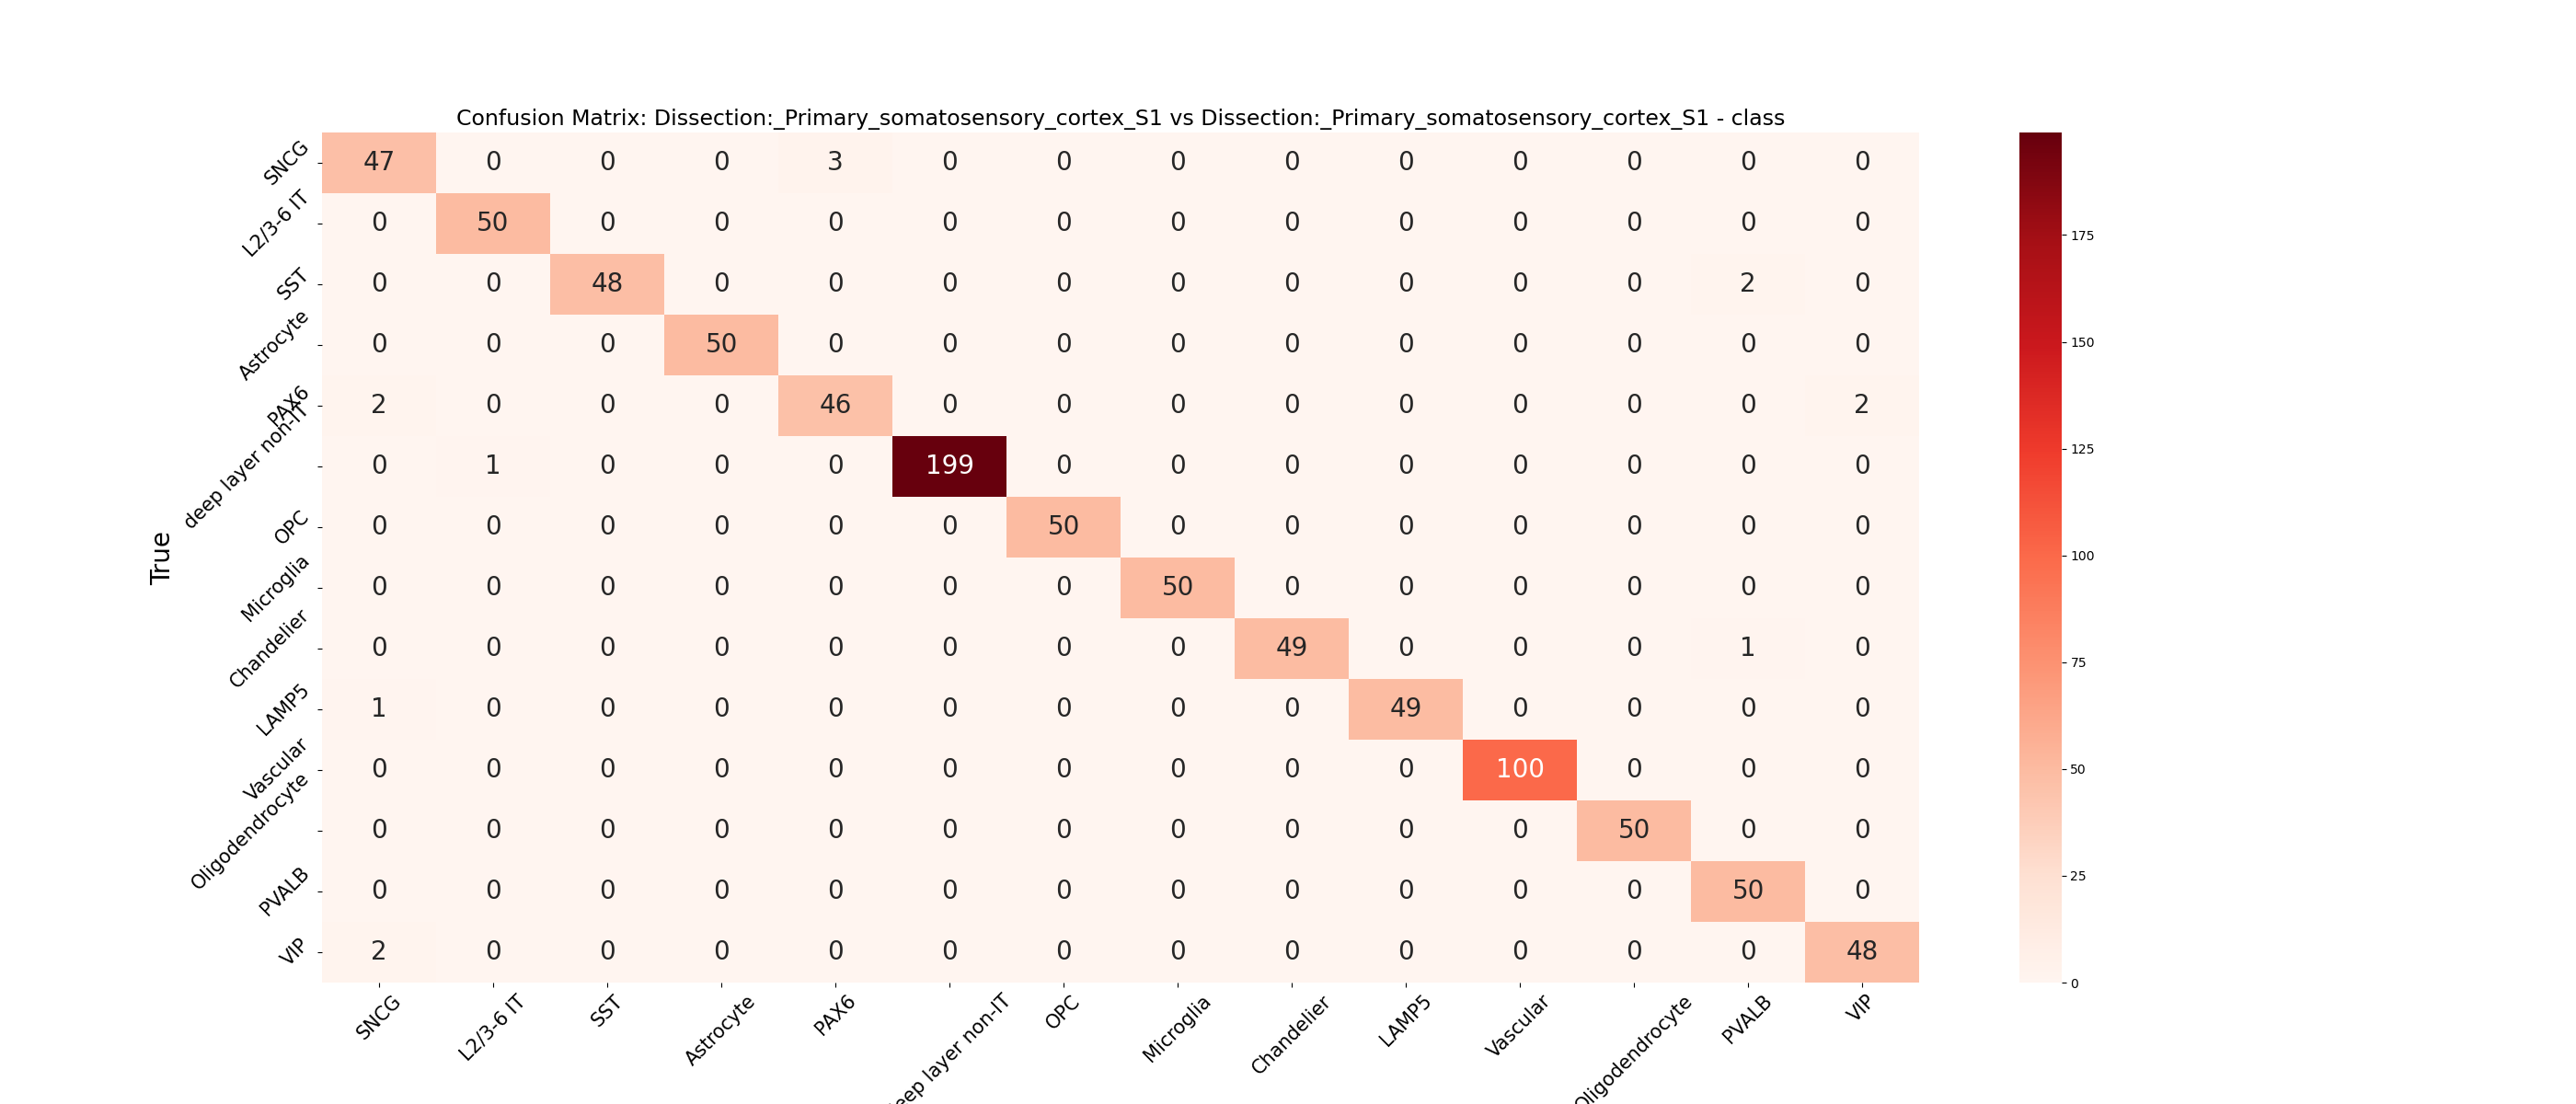 Confusion Matrix: Dissection:_Primary_somatosensory_cortex_S1 vs Dissection:_Primary_somatosensory_cortex_S1 - class
SNCG 47 0 0 0 3 0 0 0 0 0 0 0 0 0
L2/3-6 IT 0 50 0 0 0 0 0 0 0 0 0 0 0 0
SST 0 0 48 0 0 0 0 0 0 0 0 0 2 0
Astrocyte 0 0 0 50 0 0 0 0 0 0 0 0 0 0
PAX6 2 0 0 0 46 0 0 0 0 0 0 0 0 2
deep layer non-IT 0 1 0 0 0 199 0 0 0 0 0 0 0 0
OPC 0 0 0 0 0 0 50 0 0 0 0 0 0 0
Microglia 0 0 0 0 0 0 0 50 0 0 0 0 0 0
Chandelier 0 0 0 0 0 0 0 0 49 0 0 0 1 0
LAMP5 1 0 0 0 0 0 0 0 0 49 0 0 0 0
Vascular 0 0 0 0 0 0 0 0 0 0 100 0 0 0
Oligodendrocyte 0 0 0 0 0 0 0 0 0 0 0 50 0 0
PVALB 0 0 0 0 0 0 0 0 0 0 0 0 50 0
VIP 2 0 0 0 0 0 0 0 0 0 0 0 0 48
True
SNCG L2/3-6 IT SST Astrocyte PAX6 deep layer non-IT OPC Microglia Chandelier LAMP5 Vascular Oligodendrocyte PVALB VIP
175
150
125
100
75
50
25
0